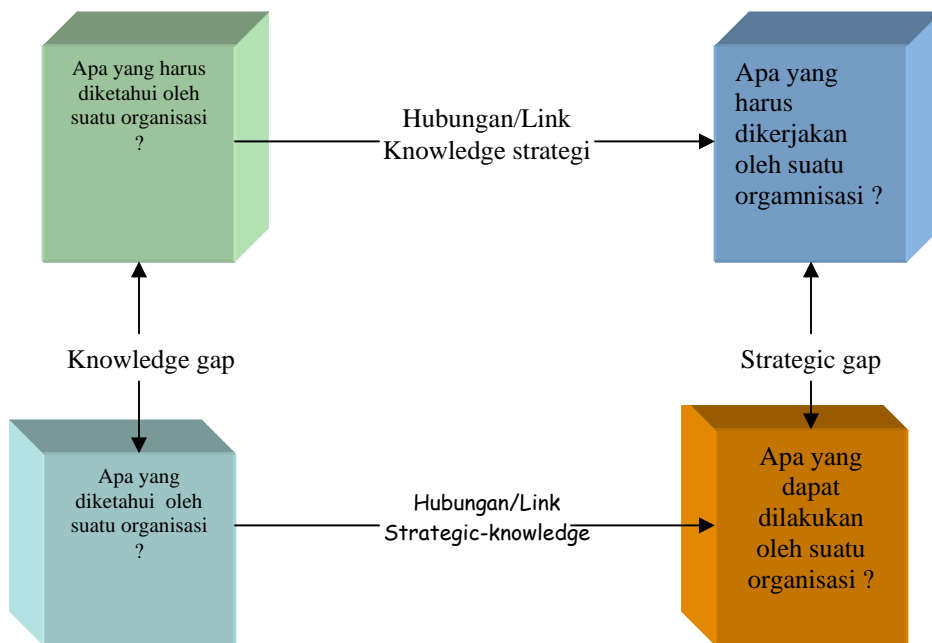 Apa yang harus
diketahui oleh
suatu organisasi
?
Hubungan/Link
Knowledge strategi
Apa yang
harus
dikerjakan
oleh suatu
orgamnisasi ?
Knowledge gap
Strategic gap
Apa yang
diketahui oleh
suatu organisasi
?
Hubungan/Link
Strategic-knowledge
Apa yang
dapat
dilakukan
oleh suatu
organisasi ?